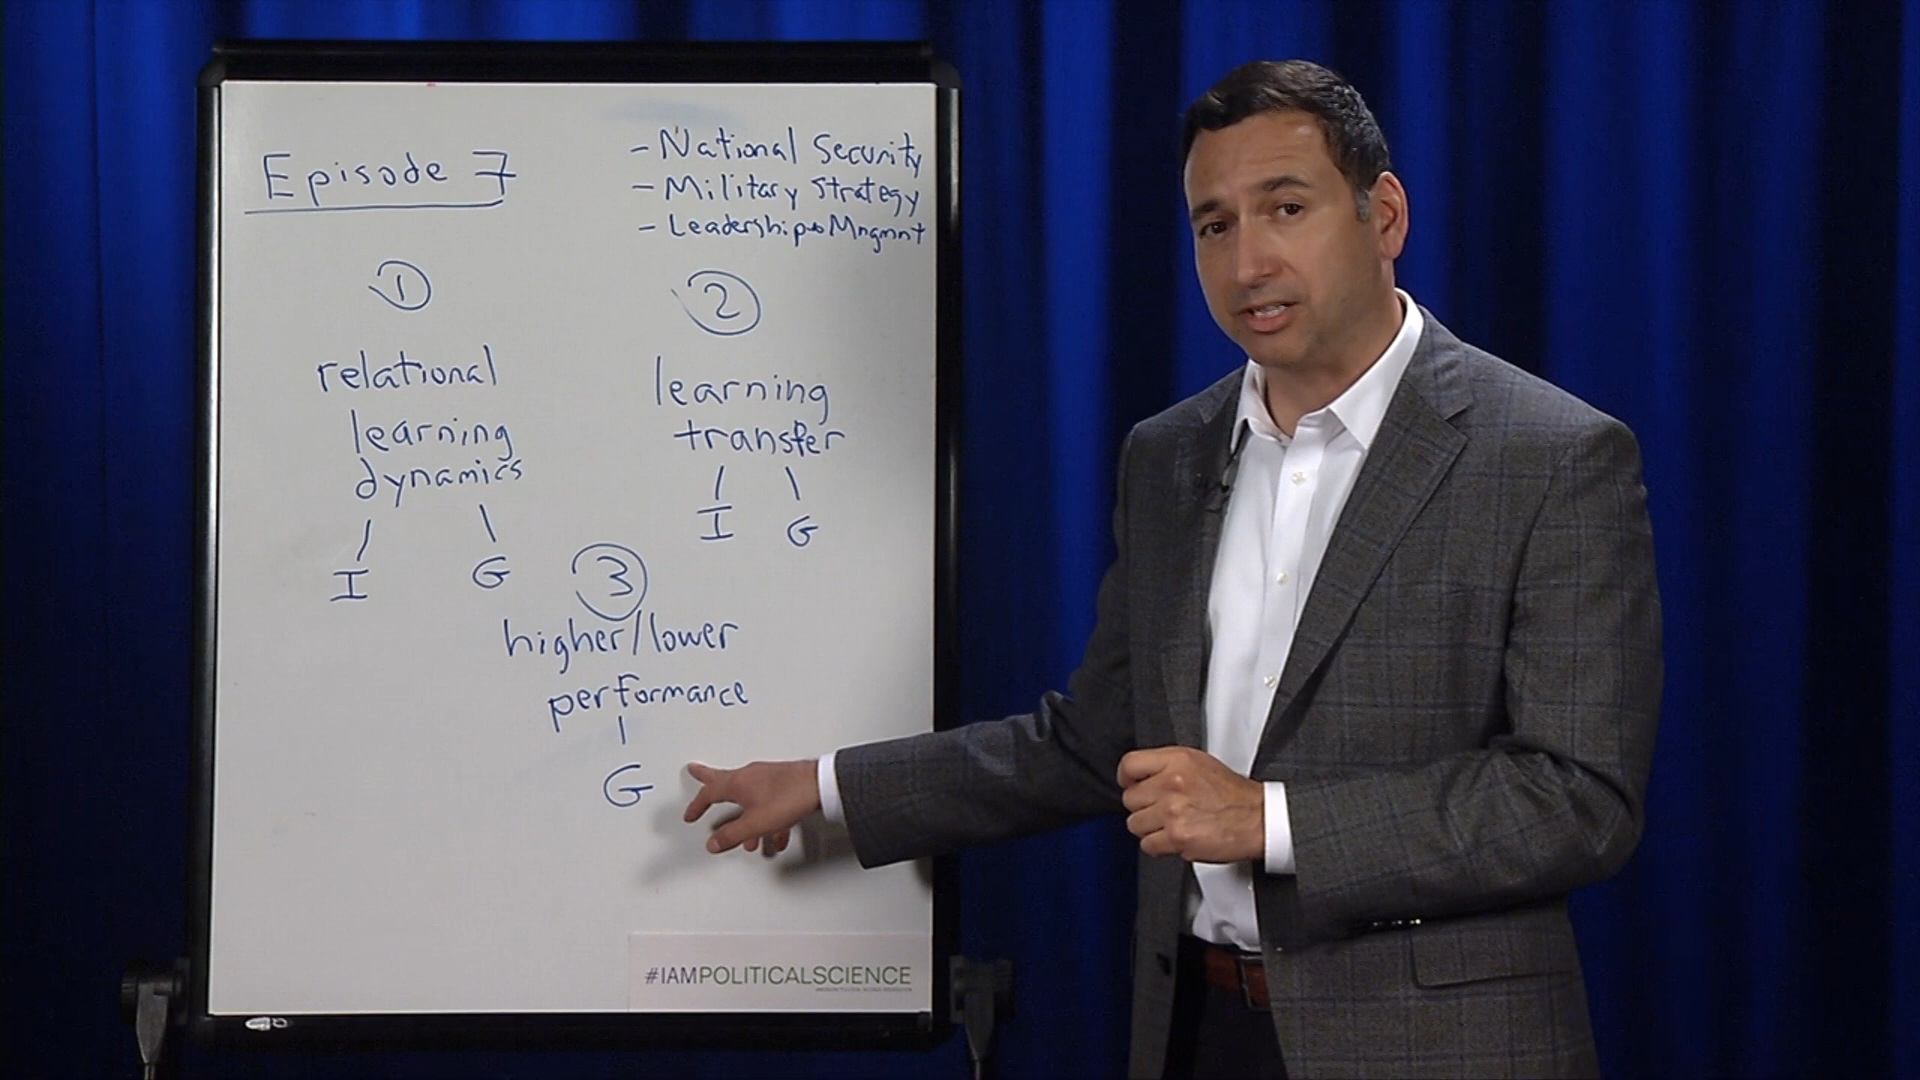 Episode 7
- National Security
- Military Strategy
- Leadership & Mngmnt
1
relational
learning
dynamics
I G
2
learning
transfer
I G
3
higher/lower
performance
G
#IAMPOLITICALSCIENCE